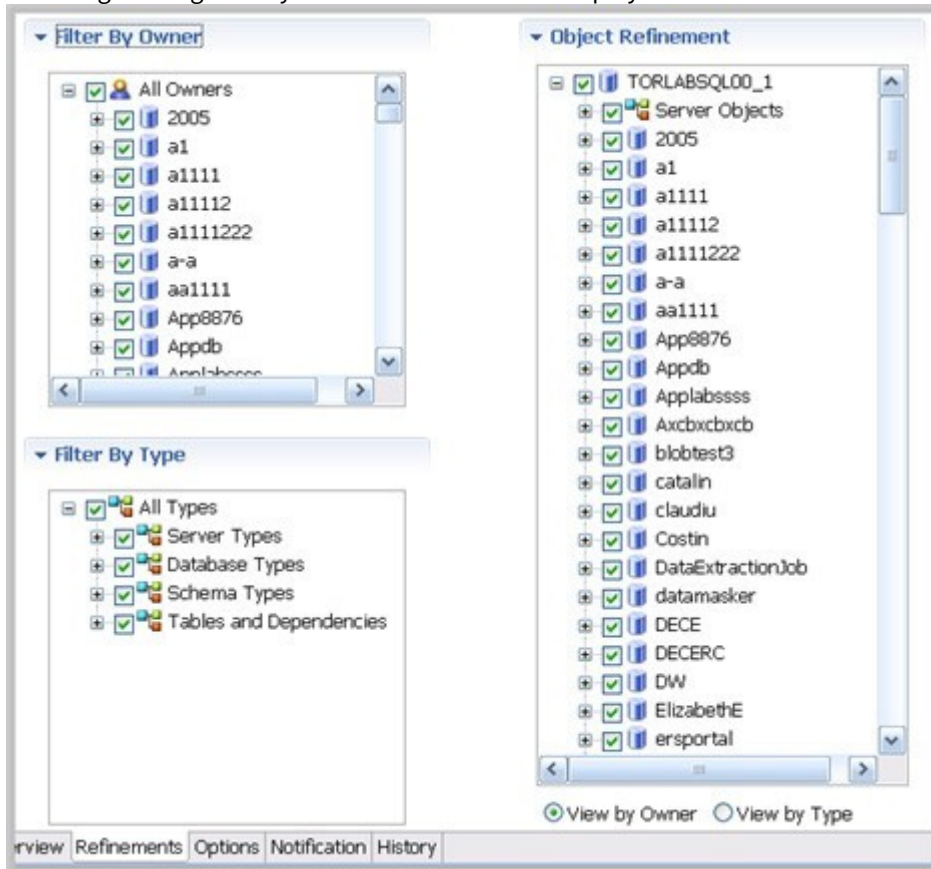 Filter By Owner
All Owners
2005
a1
a1111
a11112
a1111222
a-a
aa1111
App8876
Appdb
Filter By Type
All Types
Server Types
Database Types
Schema Types
Tables and Dependencies
Object Refinement
TORLABSQL00_1
Server Objects
2005
a1
a1111
a11112
a1111222
a-a
aa1111
App8876
Appdb
Applabssss
Axcbxcbxcb
blobtest3
catalin
claudiu
Costin
DataExtractionJob
datamasker
DECE
DECERC
DW
ElizabethE
ersportal
View by Owner View by Type
rview Refinements Options Notification History